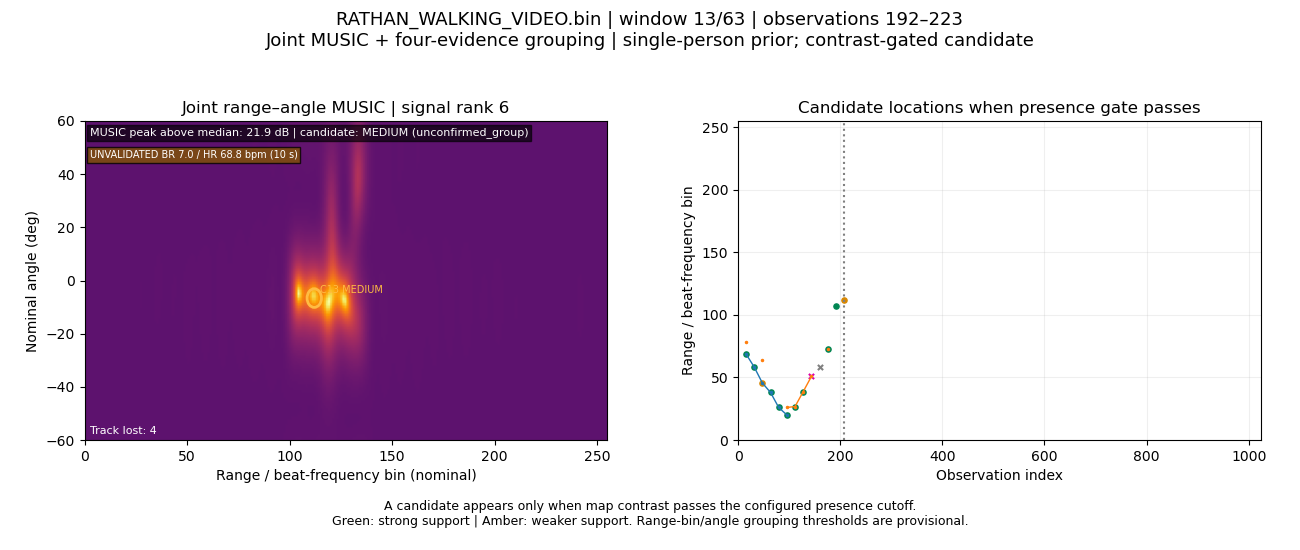 RATHAN_WALKING_VIDEO.bin | window 13/63 | observations 192–223
Joint MUSIC + four-evidence grouping | single-person prior; contrast-gated candidate
Joint range–angle MUSIC | signal rank 6
MUSIC peak above median: 21.9 dB | candidate: MEDIUM (unconfirmed_group)
UNVALIDATED BR 7.0 / HR 68.8 bpm (10 s)
C13 MEDIUM
Track lost: 4
60
40
20
0
−20
−40
−60
Nominal angle (deg)
0
50
100
150
200
250
Range / beat-frequency bin (nominal)
Candidate locations when presence gate passes
250
200
150
100
50
0
Range / beat-frequency bin
0
200
400
600
800
1000
Observation index
A candidate appears only when map contrast passes the configured presence cutoff.
Green: strong support | Amber: weaker support. Range-bin/angle grouping thresholds are provisional.